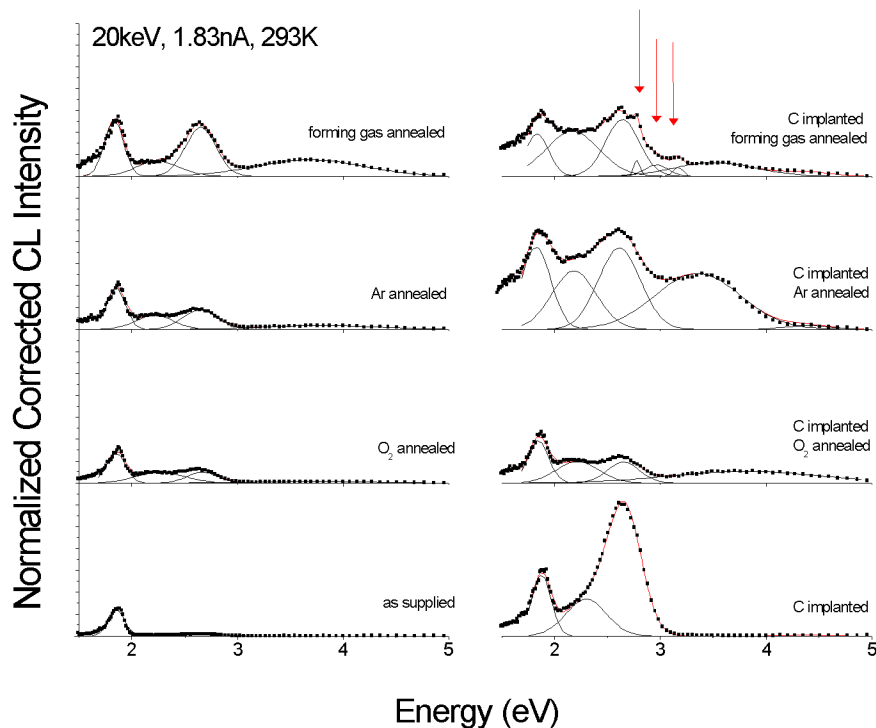 20keV, 1.83nA, 293K
Normalized Corrected CL Intensity
forming gas annealed
Ar annealed
O₂ annealed
as supplied
2 3 4 5
C implanted
forming gas annealed
C implanted
Ar annealed
C implanted
O₂ annealed
C implanted
2 3 4 5
Energy (eV)